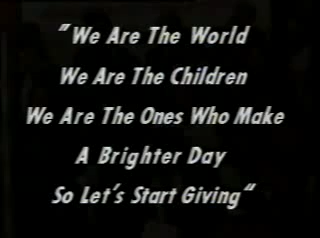 "We Are The World
We Are The Children
We Are The Ones Who Make
A Brighter Day
So Let's Start Giving"